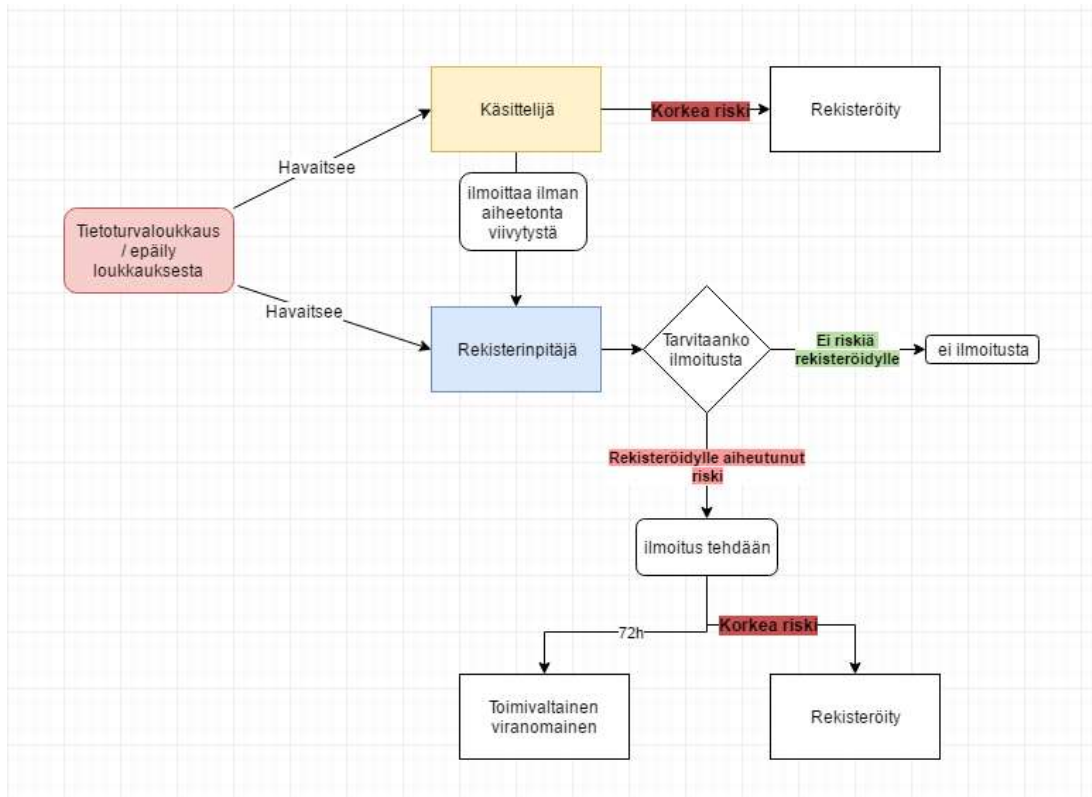 Käsittelijä
Korkea riski
Rekisteröity
Havaitsee
ilmoittaa ilman
aiheetonta
viivytystä
Tietoturvaloukkaus
/ epäily
loukkauksesta
Havaitsee
Rekisterinpitäjä
Tarvitaanko
ilmoitusta
Ei riskiä
rekisteröidylle
ei ilmoitusta
Rekisteröidylle aiheutunut
riski
ilmoitus tehdään
72h
Korkea riski
Toimivaltainen
viranomainen
Rekisteröity